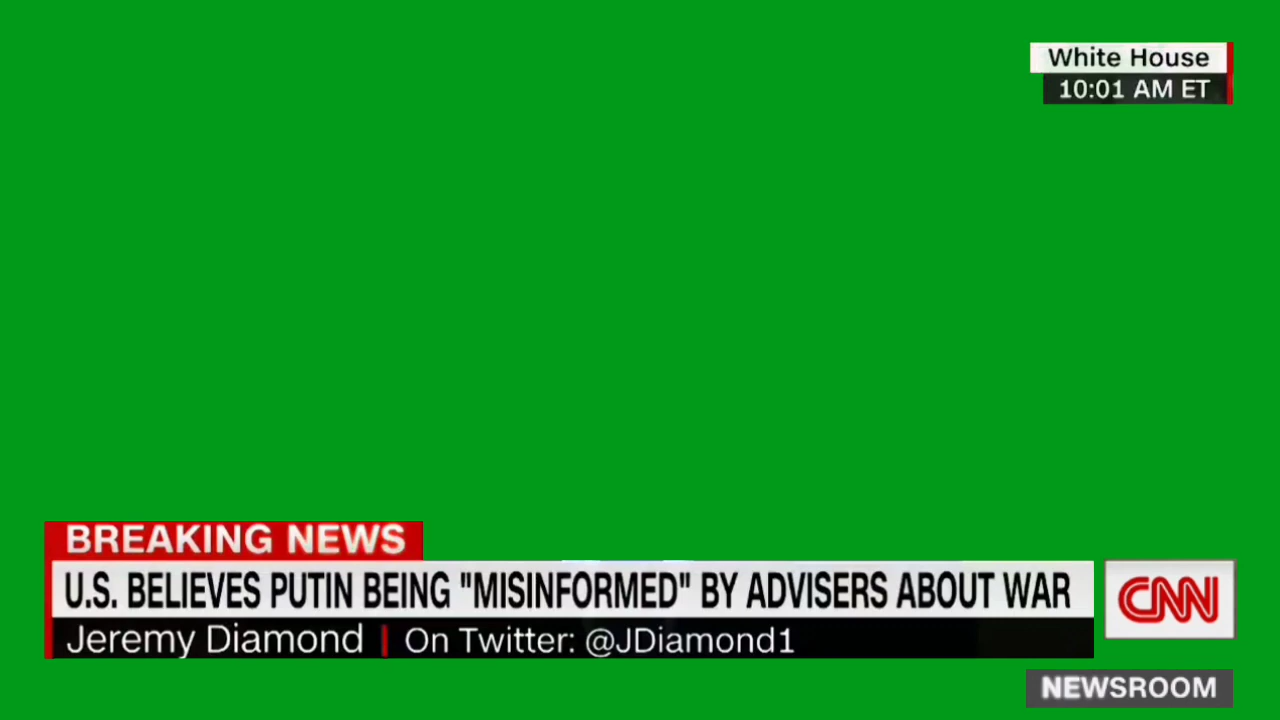 White House
10:01 AM ET
BREAKING NEWS
U.S. BELIEVES PUTIN BEING "MISINFORMED" BY ADVISERS ABOUT WAR
Jeremy Diamond | On Twitter: @JDiamond1
CNN
NEWSROOM